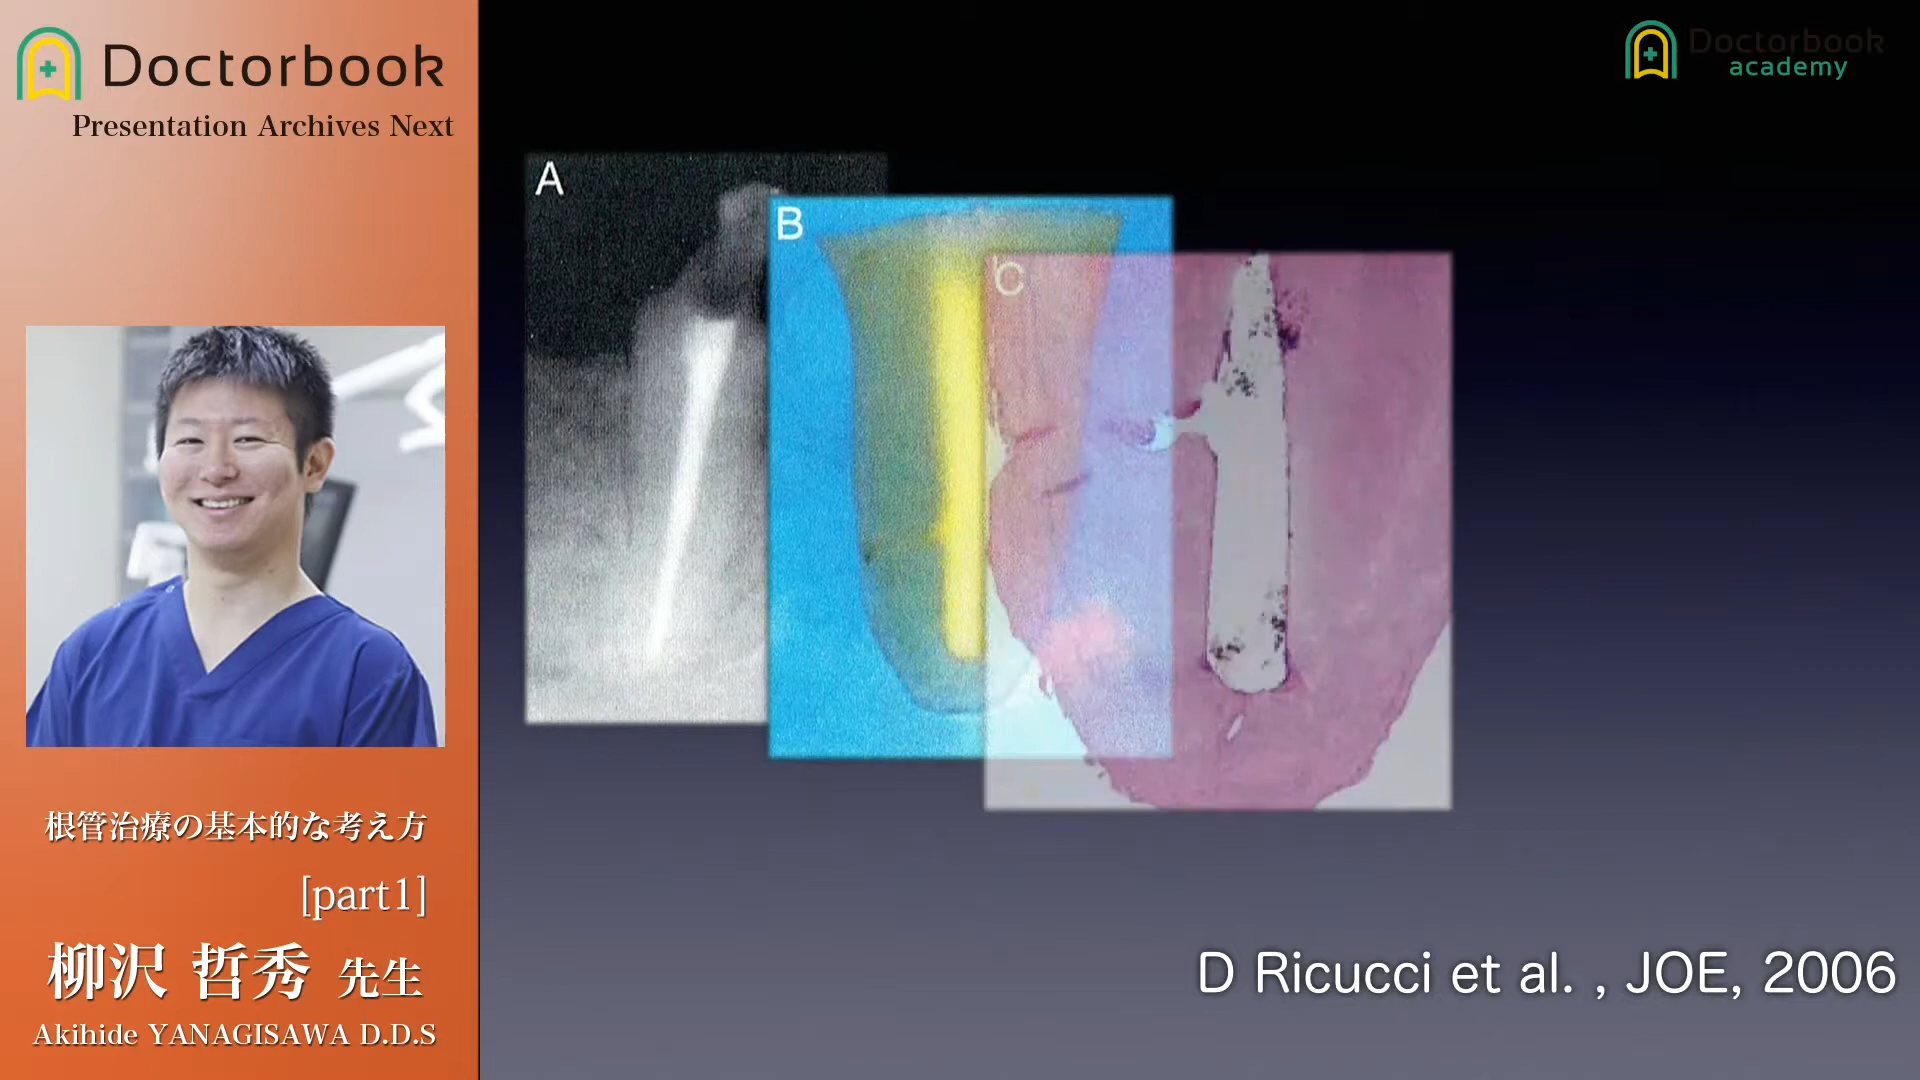 Doctorbook
Presentation Archives Next
根管治療の基本的な考え方
[part1]
柳沢 哲秀 先生
Akihide YANAGISAWA D.D.S
Doctorbook
academy
A
B
C
D Ricucci et al. , JOE, 2006